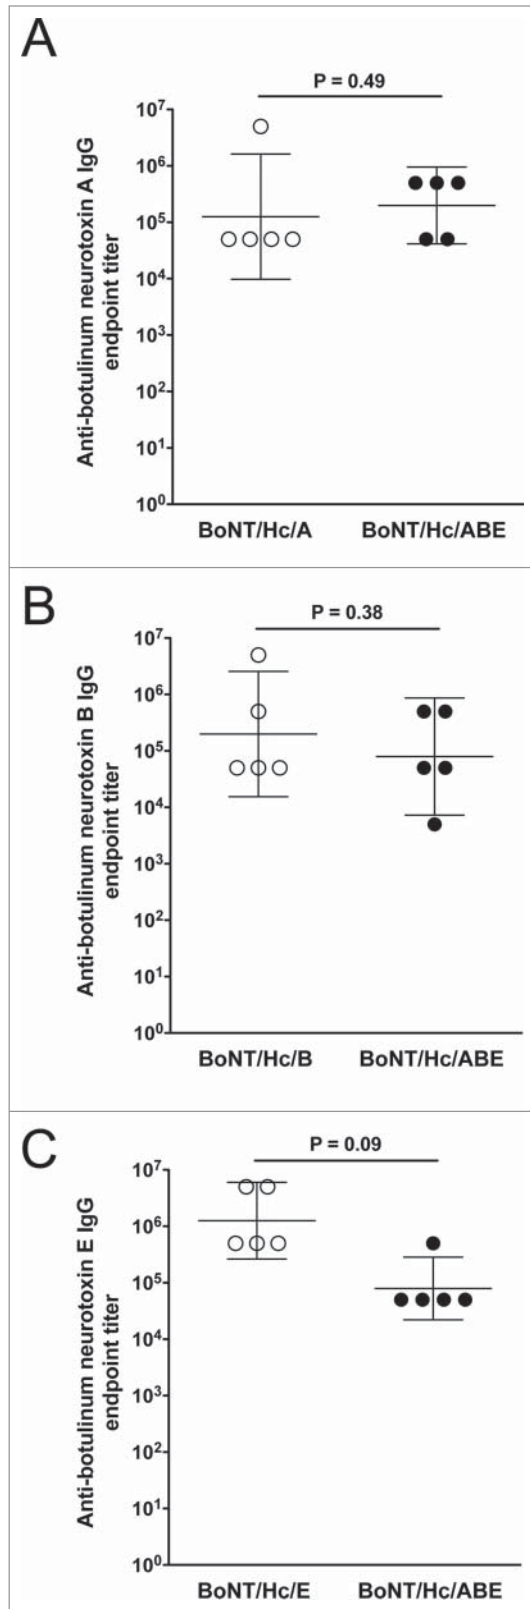 A
P = 0.49
Anti-botulinum neurotoxin A IgG
endpoint titer
10⁷
10⁶
10⁵
10⁴
10³
10²
10¹
10⁰
BoNT/Hc/A BoNT/Hc/ABE
B
P = 0.38
Anti-botulinum neurotoxin B IgG
endpoint titer
10⁷
10⁶
10⁵
10⁴
10³
10²
10¹
10⁰
BoNT/Hc/B BoNT/Hc/ABE
C
P = 0.09
Anti-botulinum neurotoxin E IgG
endpoint titer
10⁷
10⁶
10⁵
10⁴
10³
10²
10¹
10⁰
BoNT/Hc/E BoNT/Hc/ABE